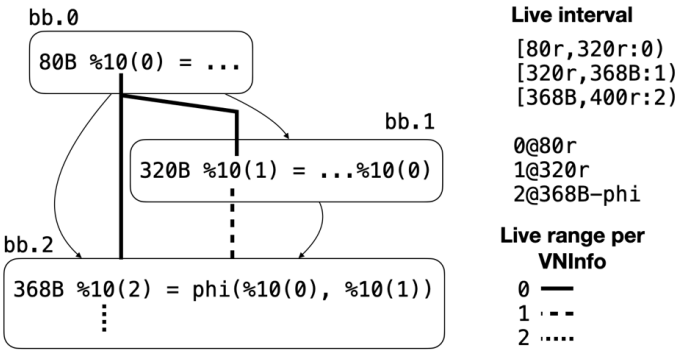 bb.0
80B %10(0) = ...
bb.1
320B %10(1) = ...%10(0)
bb.2
368B %10(2) = phi(%10(0), %10(1))
Live interval
[80r,320r:0)
[320r,368B:1)
[368B,400r:2)
0@80r
1@320r
2@368B-phi
Live range per
VNInfo
0
1
2